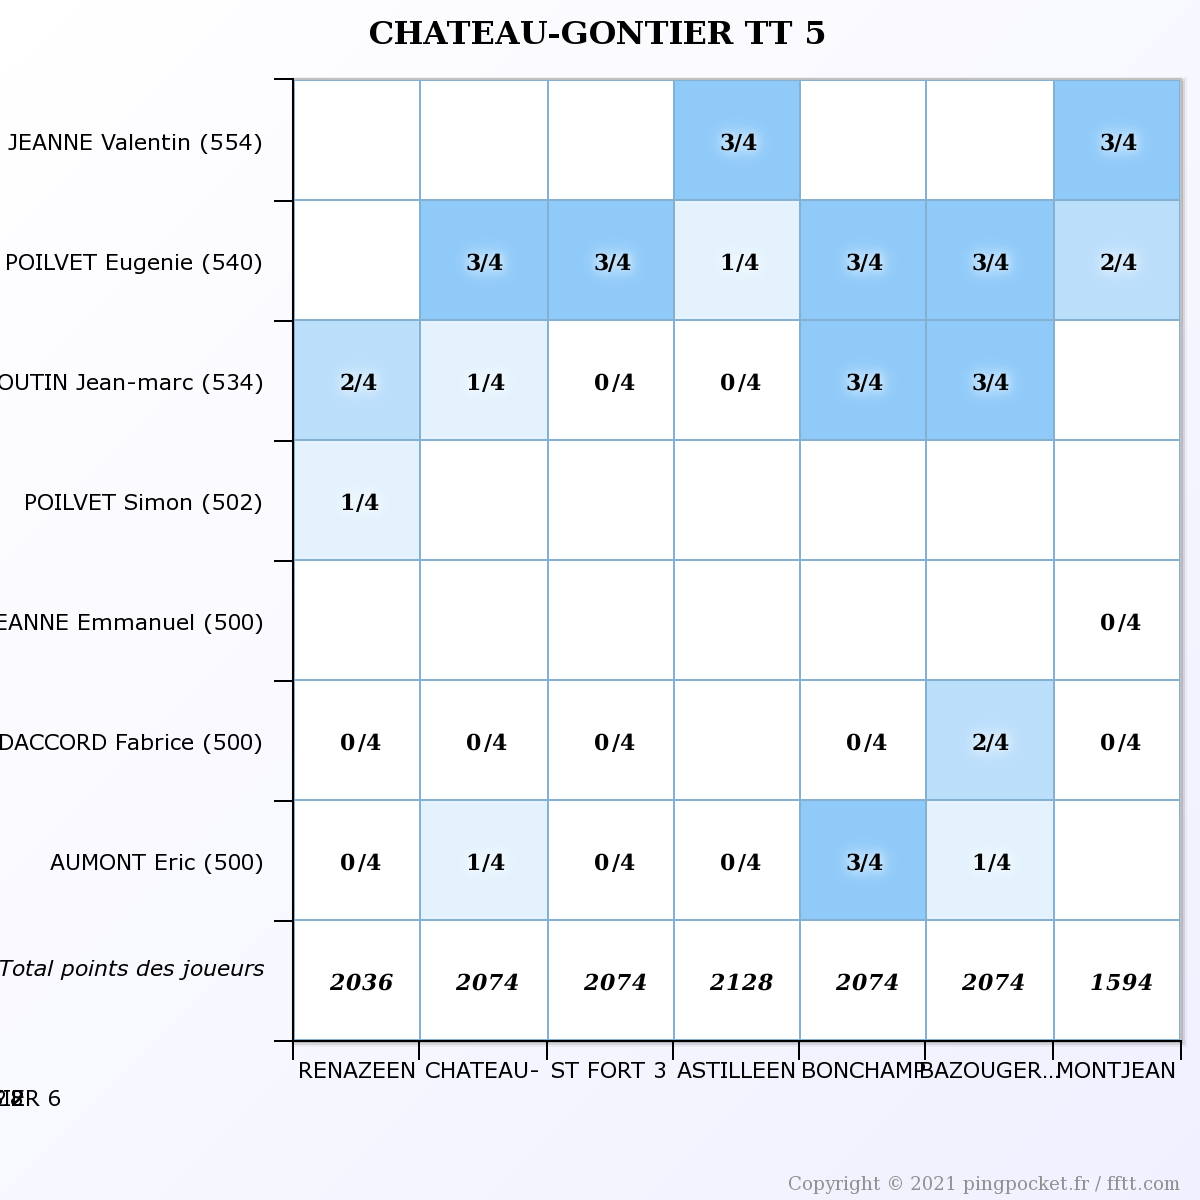 CHATEAU-GONTIER TT 5
JEANNE Valentin (554) 3/4 3/4
POILVET Eugenie (540) 3/4 3/4 1/4 3/4 3/4 2/4
Jean-marc (534) 2/4 1/4 0/4 0/4 3/4 3/4
POILVET Simon (502) 1/4
Emmanuel (500) 0/4
DACCORD Fabrice (500) 0/4 0/4 0/4 0/4 2/4 0/4
AUMONT Eric (500) 0/4 1/4 0/4 0/4 3/4 1/4
Total points des joueurs 2036 2074 2074 2128 2074 2074 1594
RENAZEEN CHATEAU- ST FORT 3 ASTILLEEN BONCHAMP BAZOUGER... MONTJEAN
6
Copyright © 2021 pingpocket.fr / fftt.com